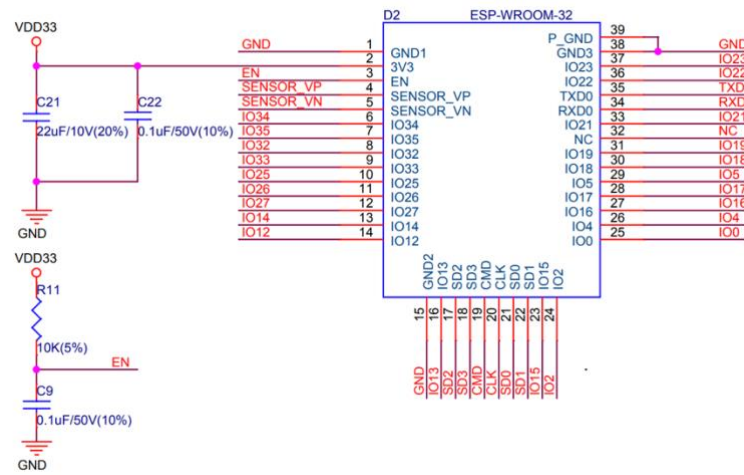 D2 ESP-WROOM-32
VDD33
C21
22uF/10V(20%)
C22
0.1uF/50V(10%)
GND
VDD33
R11
10K(5%)
EN
C9
0.1uF/50V(10%)
GND
GND 1 GND1
2 3V3
EN 3 EN
SENSOR_VP 4 SENSOR_VP
SENSOR_VN 5 SENSOR_VN
IO34 6 IO34
IO35 7 IO35
IO32 8 IO32
IO33 9 IO33
IO25 10 IO25
IO26 11 IO26
IO27 12 IO27
IO14 13 IO14
IO12 14 IO12
P_GND 39
GND3 38 GND
IO23 37 IO23
IO22 36 IO22
TXD0 35 TXD
RXD0 34 RXD
IO21 33 IO21
NC 32 NC
IO19 31 IO19
IO18 30 IO18
IO5 29 IO5
IO17 28 IO17
IO16 27 IO16
IO4 26 IO4
IO0 25 IO0
GND2 15 GND
IO13 16 IO13
SD2 17 SD2
SD3 18 SD3
CMD 19 CMD
CLK 20 CLK
SD0 21 SD0
SD1 22 SD1
IO15 23 IO15
IO2 24 IO2